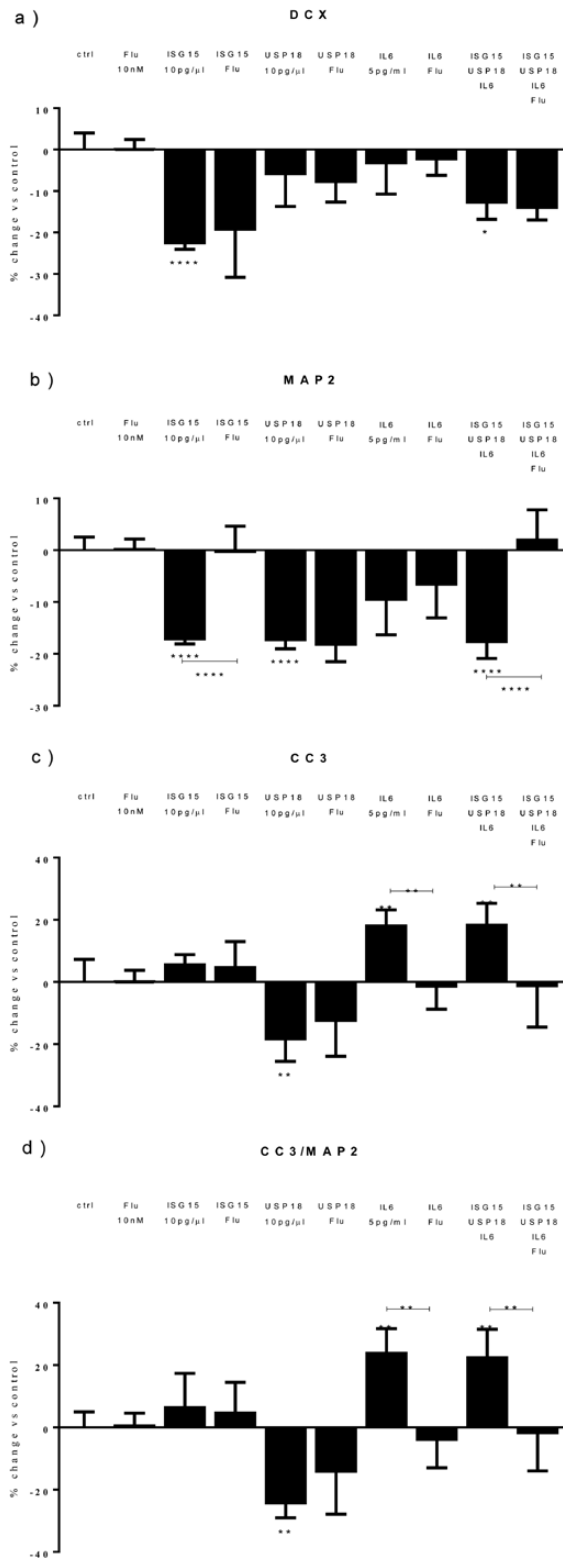 a )
DCX
ctrl Flu ISG15 ISG15 USP18 USP18 IL6 IL6 ISG15 ISG15
10nM 10pg/µl Flu 10pg/µl Flu 5pg/ml Flu USP18 USP18
IL6 IL6
Flu
% change vs control
10
0
-10
-20
-30
-40
****
*
b )
MAP2
ctrl Flu ISG15 ISG15 USP18 USP18 IL6 IL6 ISG15 ISG15
10nM 10pg/µl Flu 10pg/µl Flu 5pg/ml Flu USP18 USP18
IL6 IL6
Flu
% change vs control
10
0
-10
-20
-30
**** **** ****
**** ****
c )
CC3
ctrl Flu ISG15 ISG15 USP18 USP18 IL6 IL6 ISG15 ISG15
10nM 10pg/µl Flu 10pg/µl Flu 5pg/ml Flu USP18 USP18
IL6 IL6
Flu
% change vs control
40
20
0
-20
-40
** **
** **
**
d )
CC3/MAP2
ctrl Flu ISG15 ISG15 USP18 USP18 IL6 IL6 ISG15 ISG15
10nM 10pg/µl Flu 10pg/µl Flu 5pg/ml Flu USP18 USP18
IL6 IL6
Flu
% change vs control
40
20
0
-20
-40
** **
** **
**